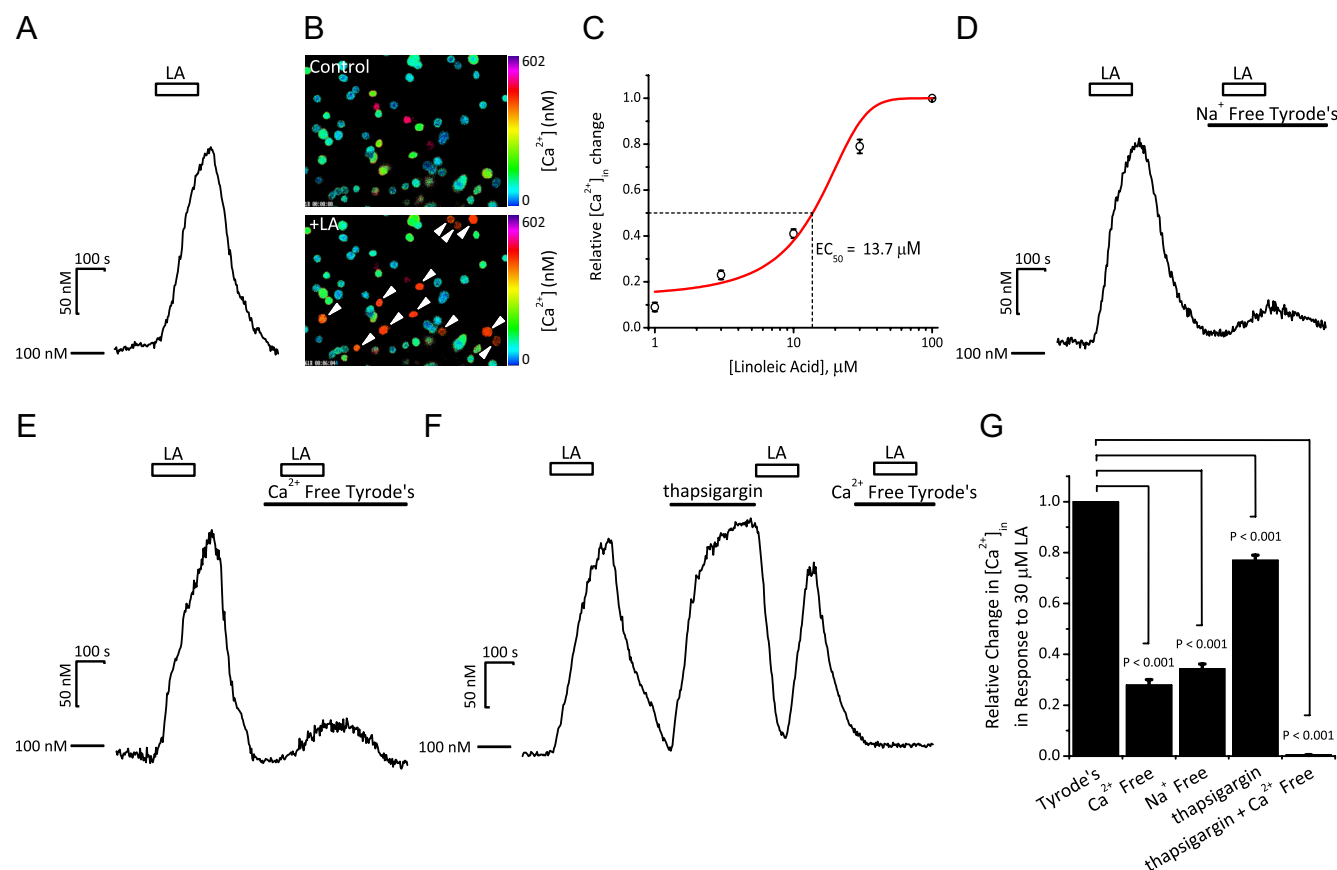 A
LA
100 s
50 nM
100 nM
B
Control
602
[Ca2+] (nM)
0
+LA
602
[Ca2+] (nM)
0
C
Relative [Ca2+]in change
1.0
0.8
0.6
0.4
0.2
0.0
EC50 = 13.7 µM
1
10
100
[Linoleic Acid], µM
D
LA
LA
Na+ Free Tyrode's
100 s
50 nM
100 nM
E
LA
LA
Ca2+ Free Tyrode's
100 s
50 nM
100 nM
F
LA
LA
LA
thapsigargin
Ca2+ Free Tyrode's
100 s
50 nM
100 nM
G
Relative Change in [Ca2+]in
in Response to 30 µM LA
1.0
0.8
0.6
0.4
0.2
0.0
P < 0.001
P < 0.001
P < 0.001
P < 0.001
Tyrode's
Ca2+ Free
Na+ Free
thapsigargin
thapsigargin + Ca2+ Free